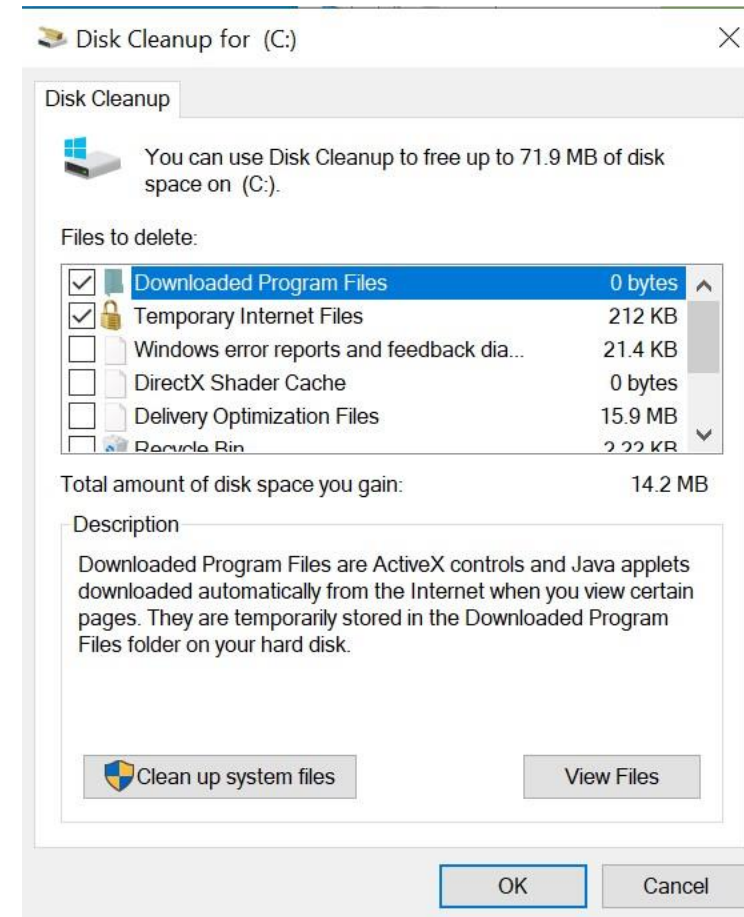 Disk Cleanup for (C:)
Disk Cleanup
You can use Disk Cleanup to free up to 71.9 MB of disk
space on (C:).
Files to delete:
Downloaded Program Files 0 bytes
Temporary Internet Files 212 KB
Windows error reports and feedback dia... 21.4 KB
DirectX Shader Cache 0 bytes
Delivery Optimization Files 15.9 MB
Recycle Bin 2.22 KB
Total amount of disk space you gain: 14.2 MB
Description
Downloaded Program Files are ActiveX controls and Java applets
downloaded automatically from the Internet when you view certain
pages. They are temporarily stored in the Downloaded Program
Files folder on your hard disk.
Clean up system files View Files
OK Cancel